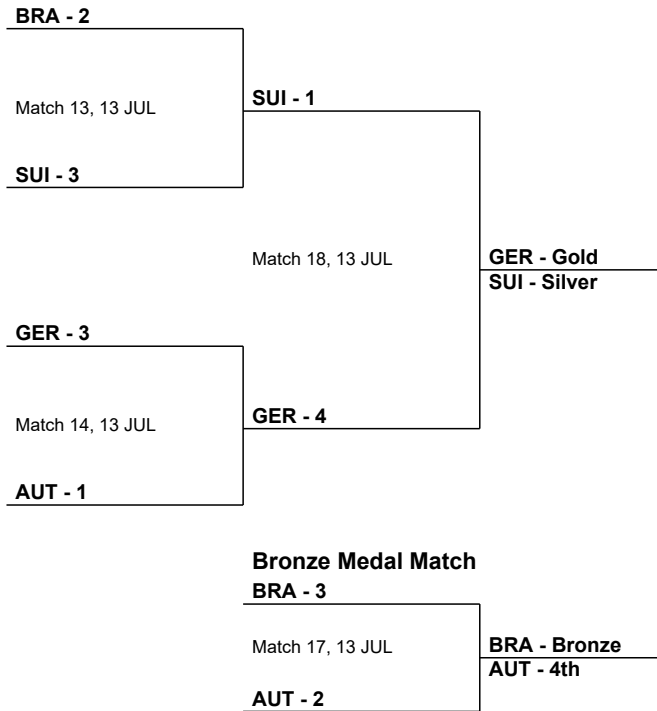 BRA - 2
Match 13, 13 JUL
SUI - 1
SUI - 3
Match 18, 13 JUL
GER - Gold
SUI - Silver
GER - 3
Match 14, 13 JUL
GER - 4
AUT - 1
Bronze Medal Match
BRA - 3
Match 17, 13 JUL
BRA - Bronze
AUT - 4th
AUT - 2